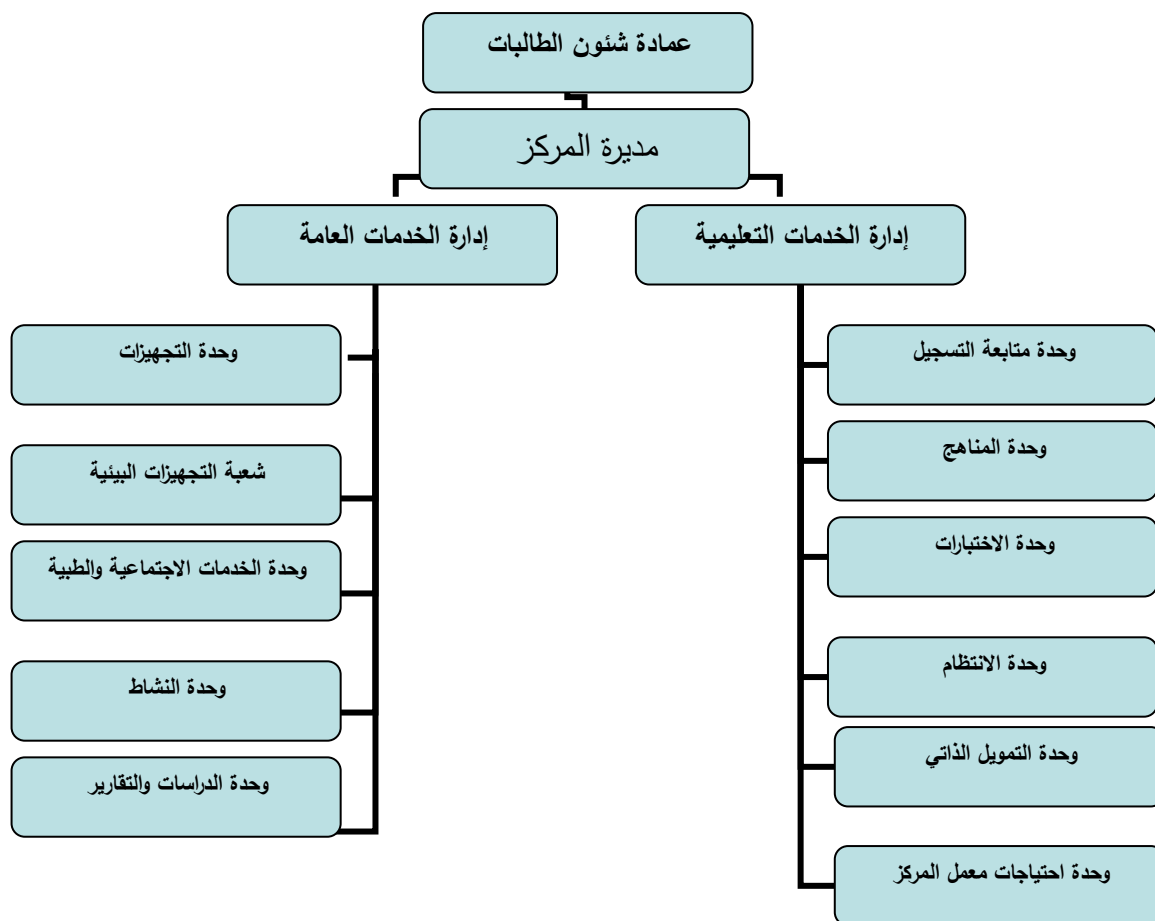 عمادة شئون الطالبات
مديرة المركز
إدارة الخدمات التعليمية
إدارة الخدمات العامة
وحدة متابعة التسجيل
وحدة المناهج
وحدة الاختبارات
وحدة الانتظام
وحدة التمويل الذاتي
وحدة احتياجات معمل المركز
وحدة التجهيزات
شعبة التجهيزات البيئية
وحدة الخدمات الاجتماعية والطبية
وحدة النشاط
وحدة الدراسات والتقارير